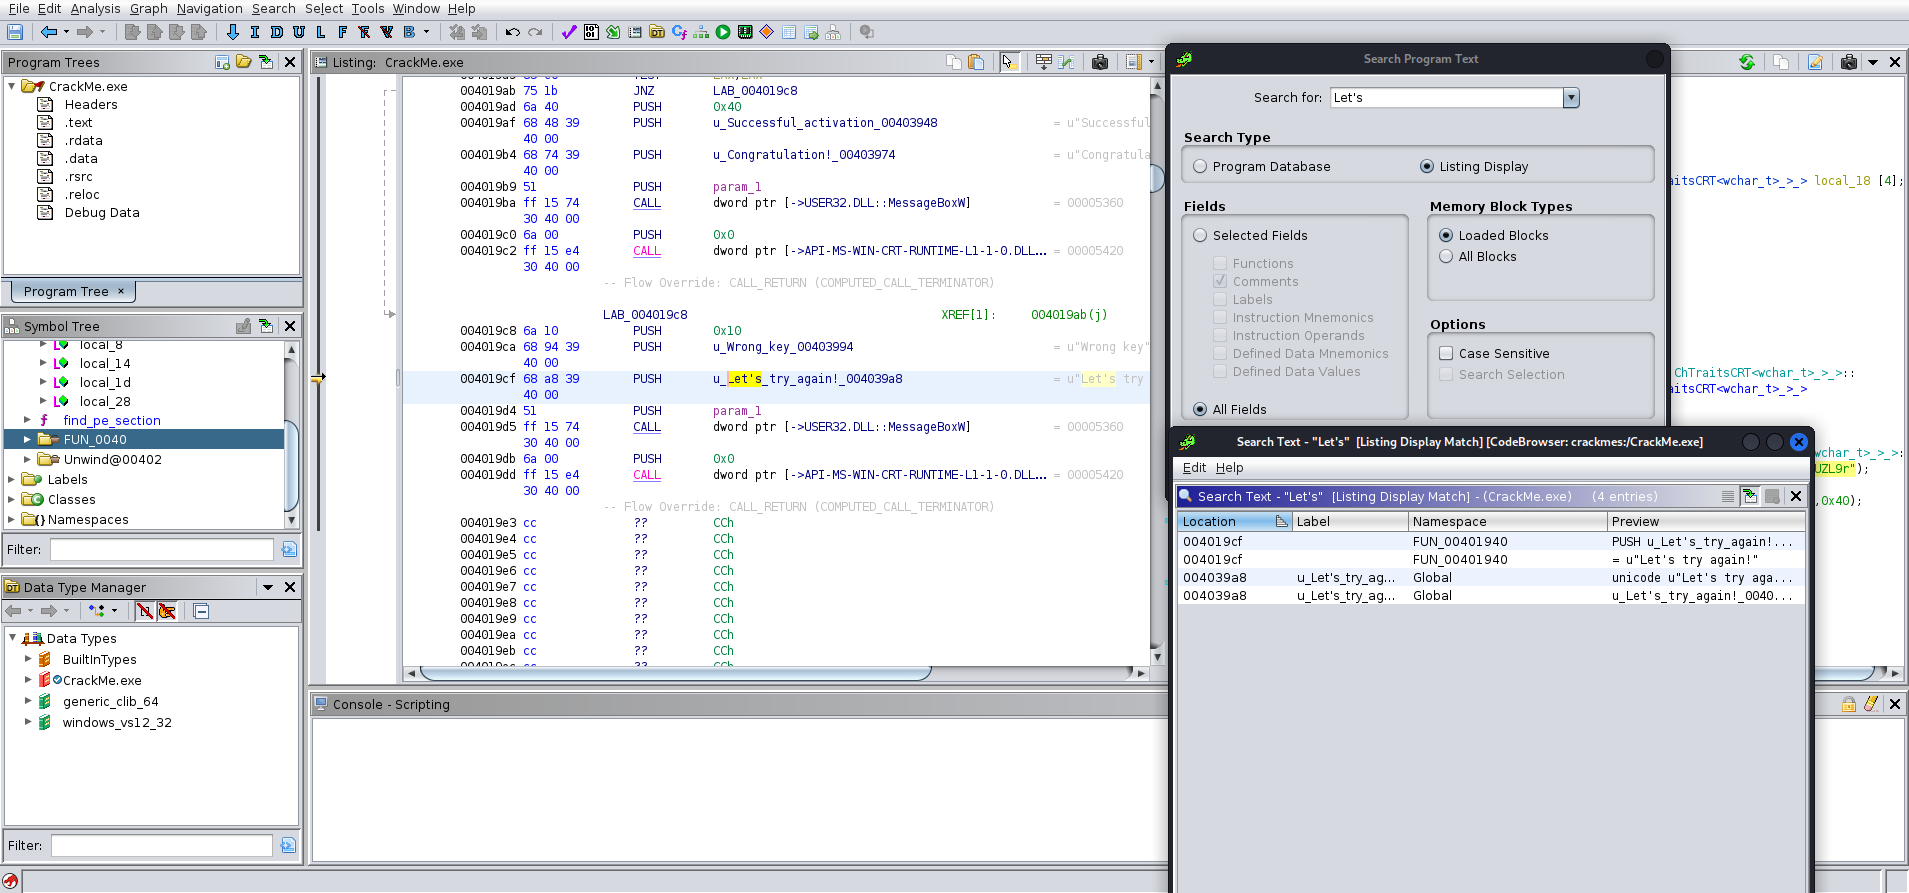 File Edit Analysis Graph Navigation Search Select Tools Window Help
I D U L F F V B
Program Trees
CrackMe.exe
Headers
.text
.rdata
.data
.rsrc
.reloc
Debug Data
Program Tree ×
Symbol Tree
local_8
local_14
local_1d
local_28
find_pe_section
FUN_0040
Unwind@00402
Labels
Classes
Namespaces
Filter:
Data Type Manager
Data Types
BuiltInTypes
CrackMe.exe
generic_clib_64
windows_vs12_32
Filter:
Listing: CrackMe.exe
004019ab 75 1b JNZ LAB_004019c8
004019ad 6a 40 PUSH 0x40
004019af 68 48 39 PUSH u_Successful_activation_00403948 = u"Successful
40 00
004019b4 68 74 39 PUSH u_Congratulation!_00403974 = u"Congratula
40 00
004019b9 51 PUSH param_1
004019ba ff 15 74 CALL dword ptr [->USER32.DLL::MessageBoxW] = 00005360
30 40 00
004019c0 6a 00 PUSH 0x0
004019c2 ff 15 e4 CALL dword ptr [->API-MS-WIN-CRT-RUNTIME-L1-1-0.DLL... = 00005420
30 40 00
-- Flow Override: CALL_RETURN (COMPUTED_CALL_TERMINATOR)
LAB_004019c8 XREF[1]: 004019ab(j)
004019c8 6a 10 PUSH 0x10
004019ca 68 94 39 PUSH u_Wrong_key_00403994 = u"Wrong key"
40 00
004019cf 68 a8 39 PUSH u_Let's_try_again!_004039a8 = u"Let's try
40 00
004019d4 51 PUSH param_1
004019d5 ff 15 74 CALL dword ptr [->USER32.DLL::MessageBoxW] = 00005360
30 40 00
004019db 6a 00 PUSH 0x0
004019dd ff 15 e4 CALL dword ptr [->API-MS-WIN-CRT-RUNTIME-L1-1-0.DLL... = 00005420
30 40 00
-- Flow Override: CALL_RETURN (COMPUTED_CALL_TERMINATOR)
004019e3 cc ?? CCh
004019e4 cc ?? CCh
004019e5 cc ?? CCh
004019e6 cc ?? CCh
004019e7 cc ?? CCh
004019e8 cc ?? CCh
004019e9 cc ?? CCh
004019ea cc ?? CCh
004019eb cc ?? CCh
Console - Scripting
Search Program Text
Search for: Let's
Search Type
Program Database Listing Display
Fields
Selected Fields
Functions
Comments
Labels
Instruction Mnemonics
Instruction Operands
Defined Data Mnemonics
Defined Data Values
All Fields
Memory Block Types
Loaded Blocks
All Blocks
Options
Case Sensitive
Search Selection
aitsCRT<wchar_t>_>_> local_18 [4];
ChTraitsCRT<wchar_t>_>_>::
aitsCRT<wchar_t>_>_>
wchar_t>_>_>:
UZL9r");
,0x40);
Search Text - "Let's" [Listing Display Match] [CodeBrowser: crackmes:/CrackMe.exe]
Edit Help
Search Text - "Let's" [Listing Display Match] - (CrackMe.exe) (4 entries)
Location Label Namespace Preview
004019cf FUN_00401940 PUSH u_Let's_try_again!...
004019cf FUN_00401940 = u"Let's try again!"
004039a8 u_Let's_try_ag... Global unicode u"Let's try aga...
004039a8 u_Let's_try_ag... Global u_Let's_try_again!_0040...